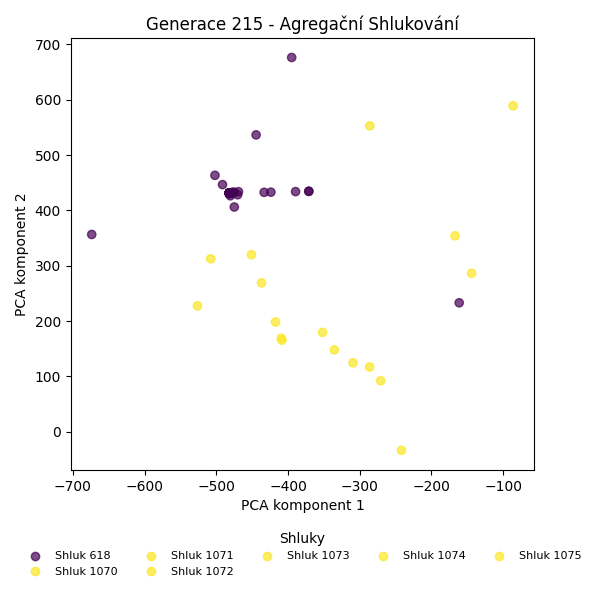 Generace 215 - Agregační Shlukování
700
600
500
400
300
200
100
0
PCA komponent 2
−700 −600 −500 −400 −300 −200 −100
PCA komponent 1
Shluky
Shluk 618 Shluk 1071 Shluk 1073 Shluk 1074 Shluk 1075
Shluk 1070 Shluk 1072